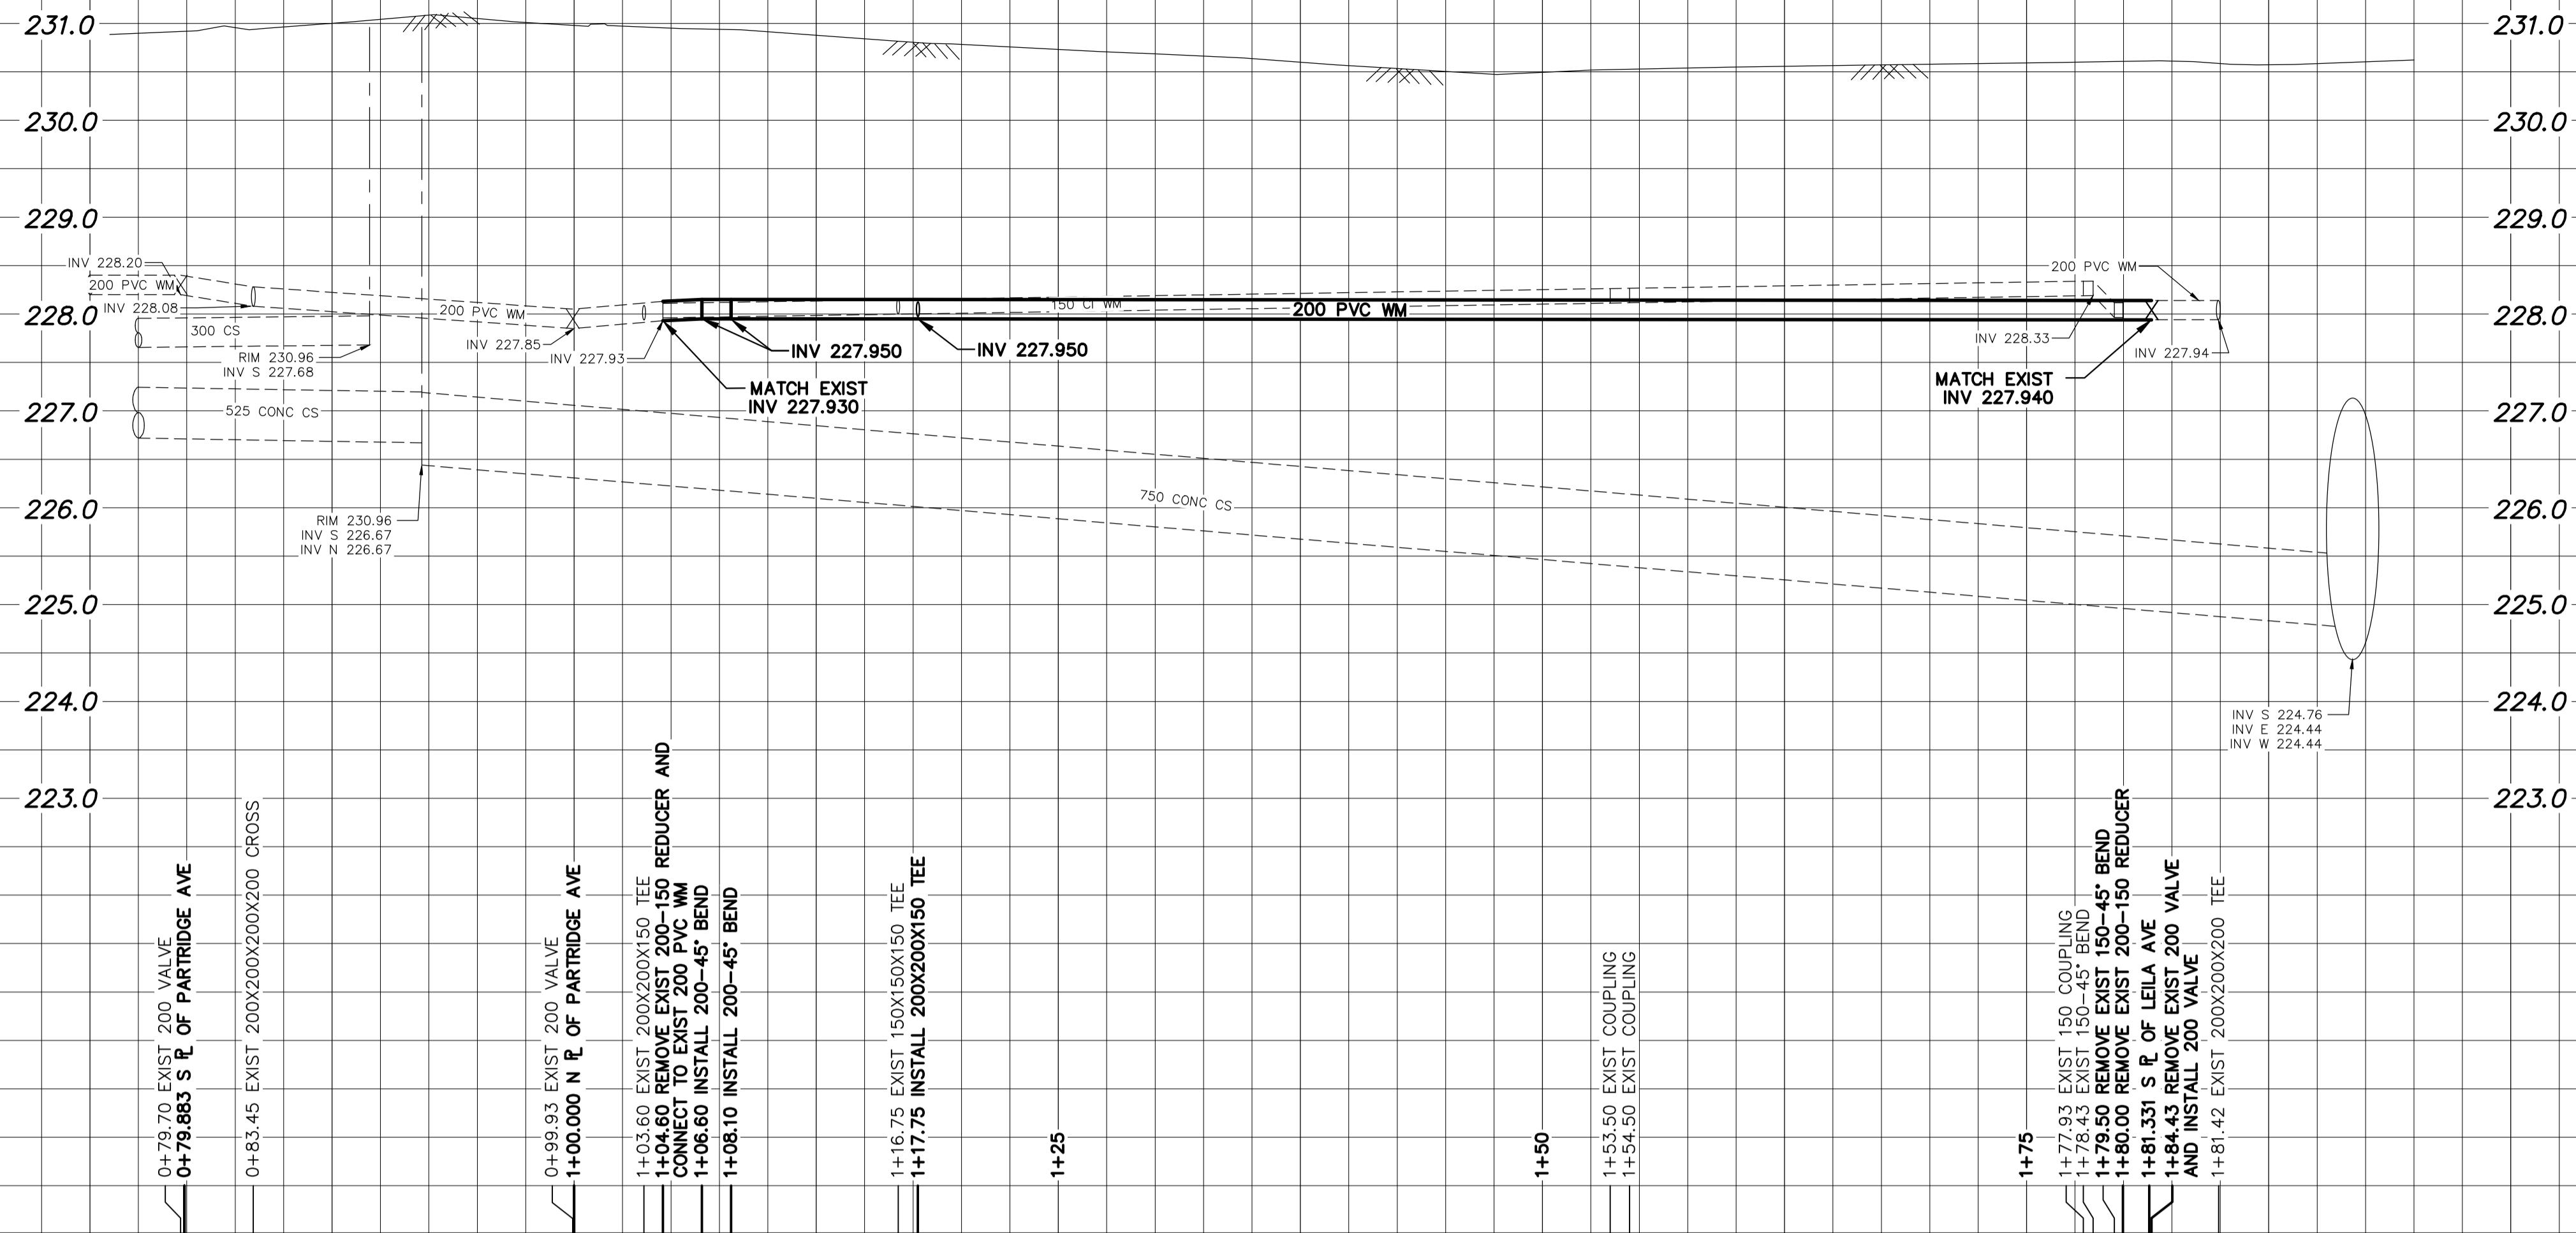 231.0
231.0
230.0
230.0
229.0
229.0
INV 228.20
200 PVC WM
200 PVC WM
INV 228.08
228.0
300 CS
200 PVC WM
150 CI WM
200 PVC WM
228.0
INV 227.85
INV 227.93
INV 227.950
INV 227.950
INV 228.33
INV 227.94
RIM 230.96
INV S 227.68
MATCH EXIST
INV 227.930
MATCH EXIST
INV 227.940
227.0
525 CONC CS
227.0
226.0
750 CONC CS
226.0
RIM 230.96
INV S 226.67
INV N 226.67
225.0
225.0
224.0
224.0
INV S 224.76
INV E 224.44
INV W 224.44
223.0
223.0
0+79.70 EXIST 200 VALVE
0+79.883 S PL OF PARTRIDGE AVE
0+83.45 EXIST 200X200X200X200 CROSS
0+99.93 EXIST 200 VALVE
1+00.000 N PL OF PARTRIDGE AVE
1+03.60 EXIST 200X200X150 TEE
1+04.60 REMOVE EXIST 200-150 REDUCER AND
CONNECT TO EXIST 200 PVC WM
1+06.60 INSTALL 200-45° BEND
1+08.10 INSTALL 200-45° BEND
1+16.75 EXIST 150X150X150 TEE
1+17.75 INSTALL 200X200X150 TEE
1+25
1+50
1+53.50 EXIST COUPLING
1+54.50 EXIST COUPLING
1+75
1+77.93 EXIST 150 COUPLING
1+78.43 EXIST 150-45° BEND
1+79.50 REMOVE EXIST 150-45° BEND
1+80.00 REMOVE EXIST 200-150 REDUCER
1+81.331 S PL OF LEILA AVE
1+84.43 REMOVE EXIST 200 VALVE
AND INSTALL 200 VALVE
1+81.42 EXIST 200X200X200 TEE